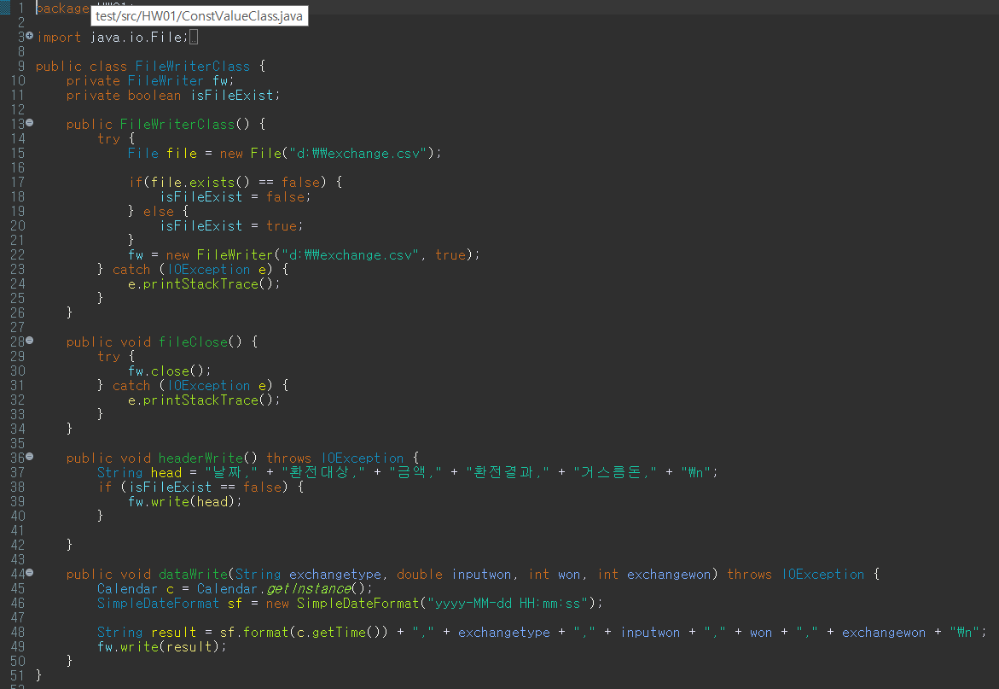 1 package
test/src/HW01/ConstValueClass.java
2
3 import java.io.File;
8
9 public class FileWriterClass {
10     private FileWriter fw;
11     private boolean isFileExist;
12
13     public FileWriterClass() {
14         try {
15             File file = new File("d:₩₩exchange.csv");
16
17             if(file.exists() == false) {
18                 isFileExist = false;
19             } else {
20                 isFileExist = true;
21             }
22             fw = new FileWriter("d:₩₩exchange.csv", true);
23         } catch (IOException e) {
24             e.printStackTrace();
25         }
26     }
27
28     public void fileClose() {
29         try {
30             fw.close();
31         } catch (IOException e) {
32             e.printStackTrace();
33         }
34     }
35
36     public void headerWrite() throws IOException {
37         String head = "날짜," + "환전대상," + "금액," + "환전결과," + "거스름돈," + "₩n";
38         if (isFileExist == false) {
39             fw.write(head);
40         }
41
42     }
43
44     public void dataWrite(String exchangetype, double inputwon, int won, int exchangewon) throws IOException {
45         Calendar c = Calendar.getInstance();
46         SimpleDateFormat sf = new SimpleDateFormat("yyyy-MM-dd HH:mm:ss");
47
48         String result = sf.format(c.getTime()) + "," + exchangetype + "," + inputwon + "," + won + "," + exchangewon + "₩n";
49         fw.write(result);
50     }
51 }